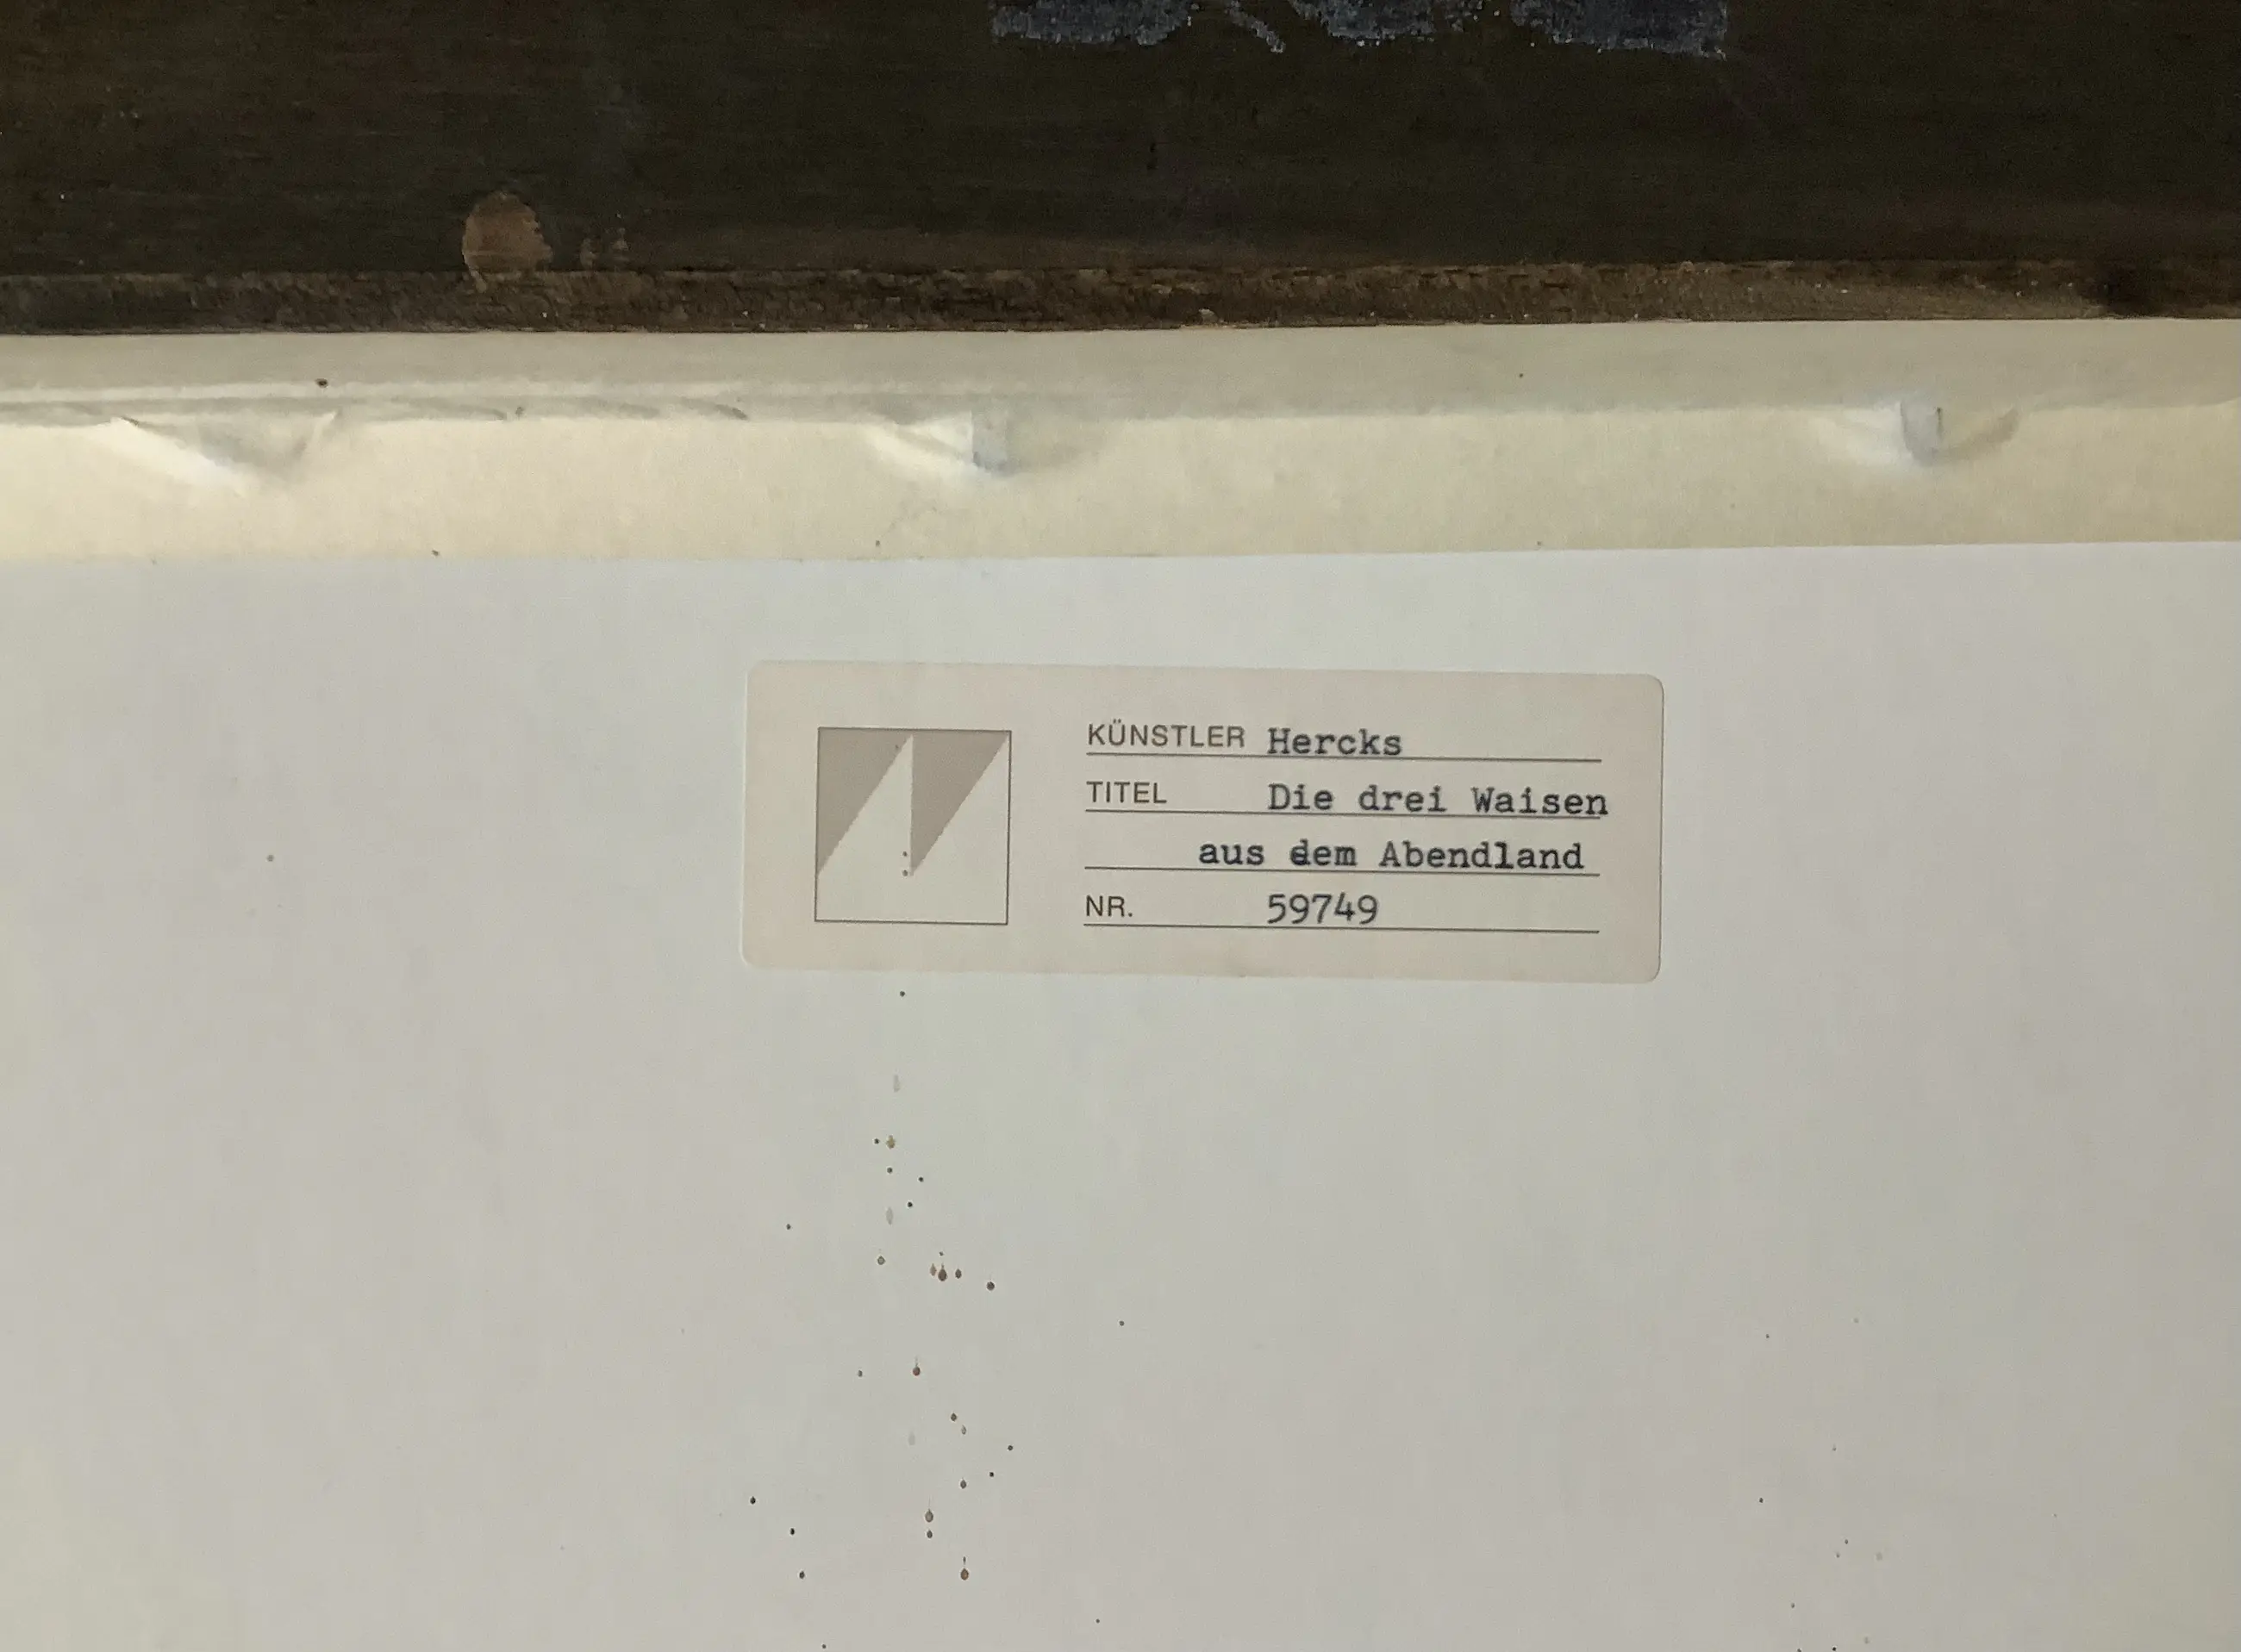 KÜNSTLER Hercks
TITEL Die drei Waisen
aus dem Abendland
NR. 59749